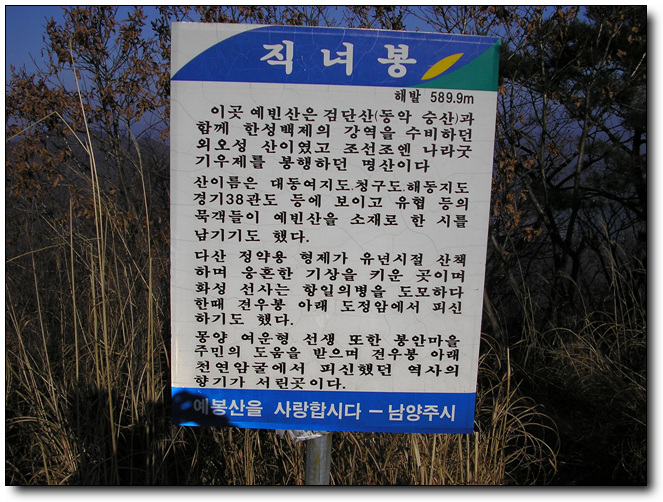 직녀봉
해발 589.9m
이곳 예빈산은 검단산(동악 숭산)과
함께 한성백제의 강역을 수비하던
외오성 산이였고 조선조엔 나라굿
기우제를 봉행하던 명산이다
산이름은 대동여지도.청구도.해동지도
경기38관도 등에 보이고 유협 등의
묵객들이 예빈산을 소재로 한 시를
남기기도 했다.
다산 정약용 형제가 유년시절 산책
하며 웅혼한 기상을 키운 곳이며
화성 선사는 항일의병을 도모하다
한때 견우봉 아래 도정암에서 피신
하기도 했다.
몽양 여운형 선생 또한 봉안마을
주민의 도움을 받으며 견우봉 아래
천연암굴에서 피신했던 역사의
향기가 서린곳이다.
예봉산을 사랑합시다 - 남양주시